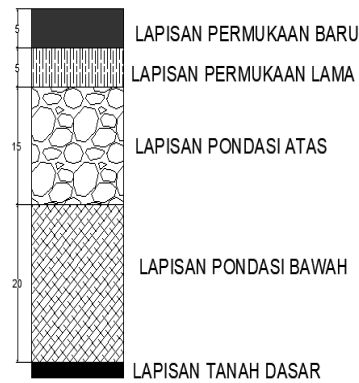 5
LAPISAN PERMUKAAN BARU
5
LAPISAN PERMUKAAN LAMA
15
LAPISAN PONDASI ATAS
20
LAPISAN PONDASI BAWAH
LAPISAN TANAH DASAR